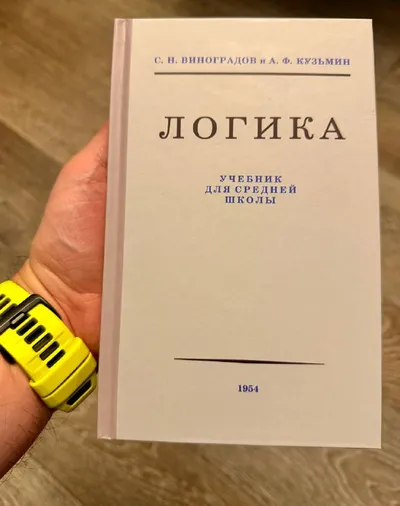 С. Н. ВИНОГРАДОВ и А. Ф. КУЗЬМИН
ЛОГИКА
УЧЕБНИК
ДЛЯ СРЕДНЕЙ
ШКОЛЫ
1954